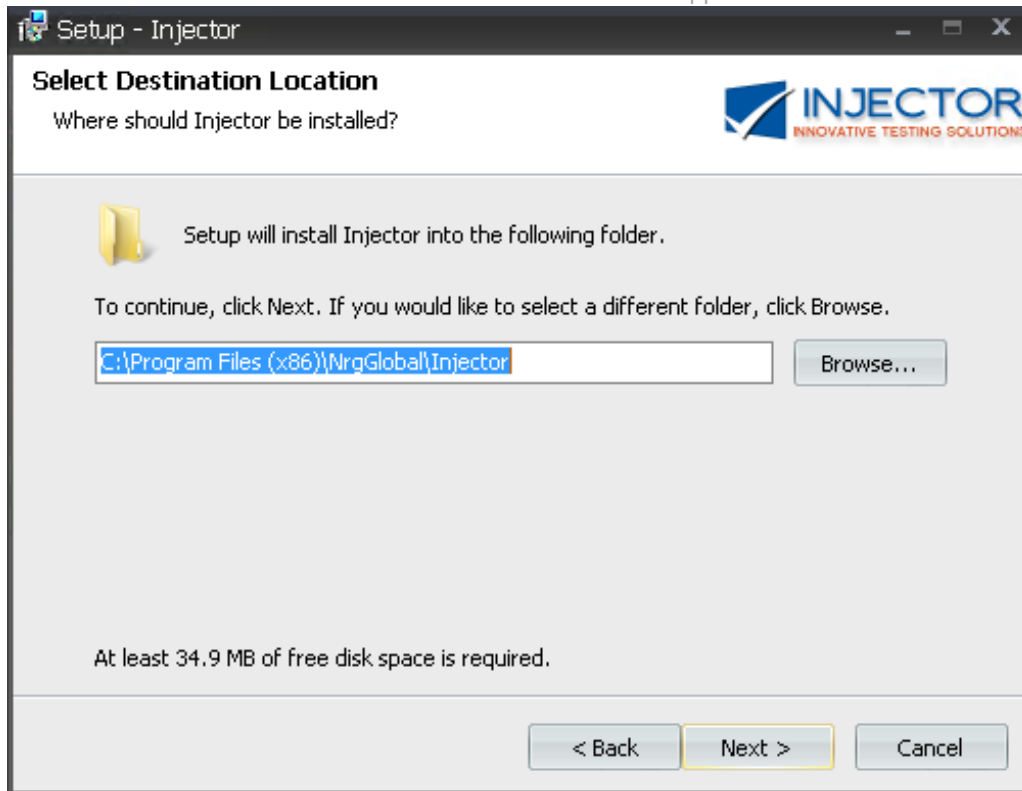 Setup - Injector
Select Destination Location
Where should Injector be installed?
INJECTOR
INNOVATIVE TESTING SOLUTIONS
Setup will install Injector into the following folder.
To continue, click Next. If you would like to select a different folder, click Browse.
C:\Program Files (x86)\NrgGlobal\Injector
Browse...
At least 34.9 MB of free disk space is required.
< Back
Next >
Cancel